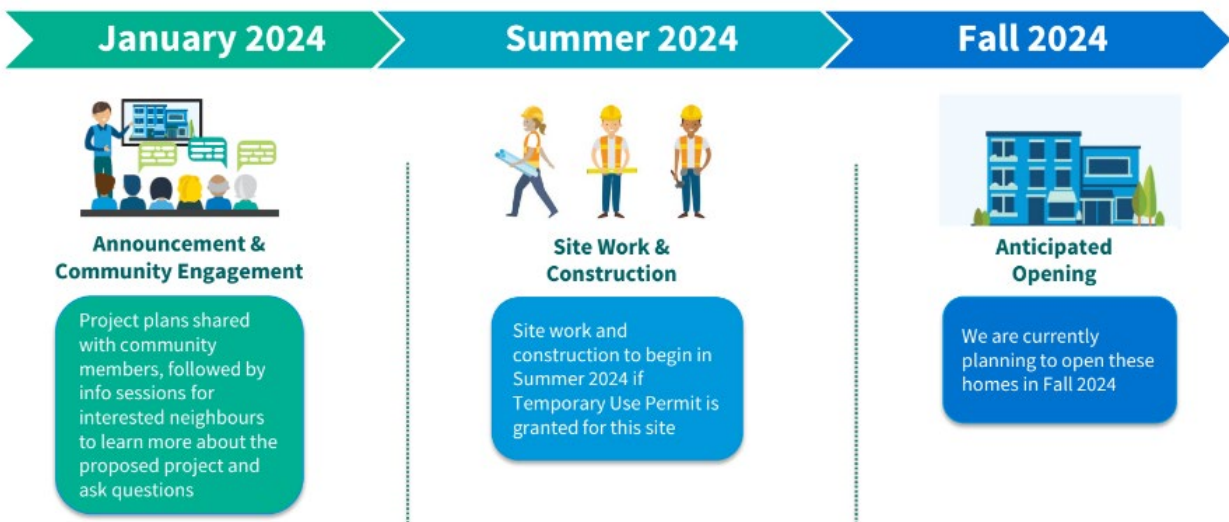 January 2024
Summer 2024
Fall 2024
Announcement &
Community Engagement
Project plans shared
with community
members, followed by
info sessions for
interested neighbours
to learn more about the
proposed project and
ask questions
Site Work &
Construction
Site work and
construction to begin in
Summer 2024 if
Temporary Use Permit is
granted for this site
Anticipated
Opening
We are currently
planning to open these
homes in Fall 2024